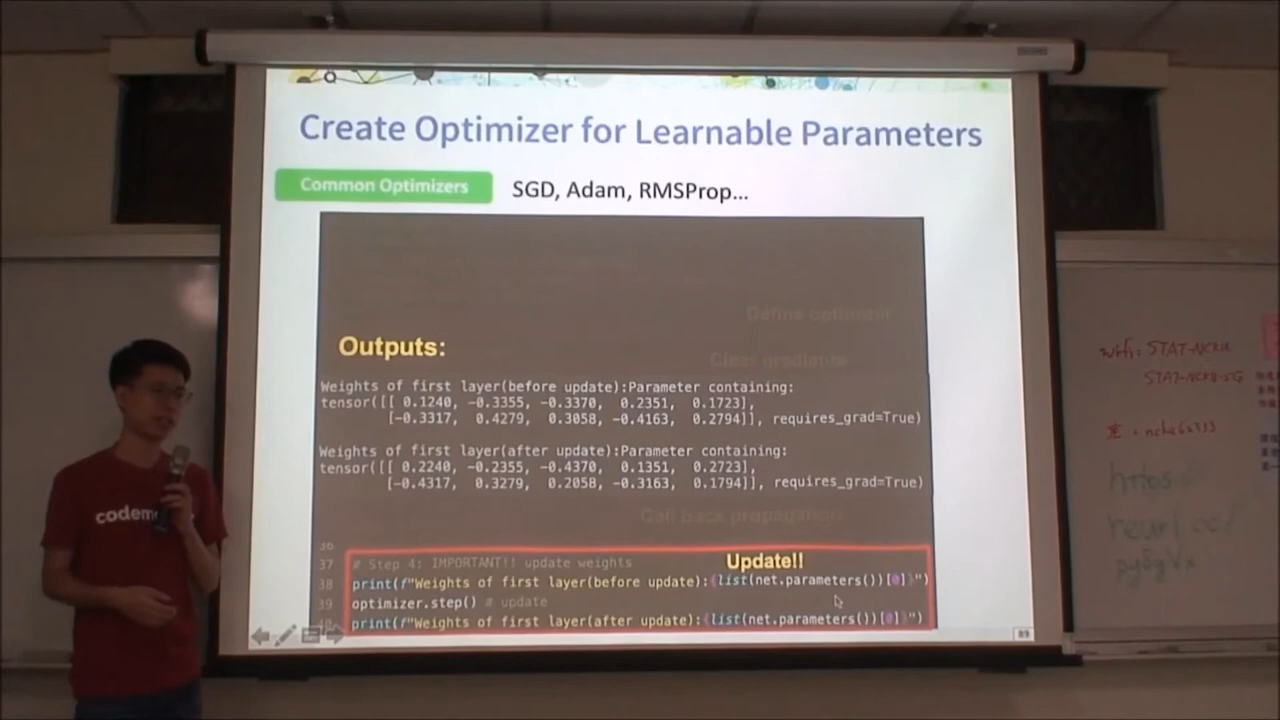 Create Optimizer for Learnable Parameters
Common Optimizers
SGD, Adam, RMSProp...
Define optimizer
Clear gradients
Outputs:
Weights of first layer(before update):Parameter containing:
tensor([[ 0.1240, -0.3355, -0.3370, 0.2351, 0.1723],
[-0.3317, 0.4279, 0.3058, -0.4163, 0.2794]], requires_grad=True)
Weights of first layer(after update):Parameter containing:
tensor([[ 0.2240, -0.2355, -0.4370, 0.1351, 0.2723],
[-0.4317, 0.3279, 0.2058, -0.3163, 0.1794]], requires_grad=True)
Call back propagation
36
37 # Step 4: IMPORTANT!! update weights
Update!!
38 print(f"Weights of first layer(before update):{list(net.parameters())[0]}")
39 optimizer.step() # update
40 print(f"Weights of first layer(after update):{list(net.parameters())[0]}")
89
codem
STAT-NCKU
https
reurl.cc/